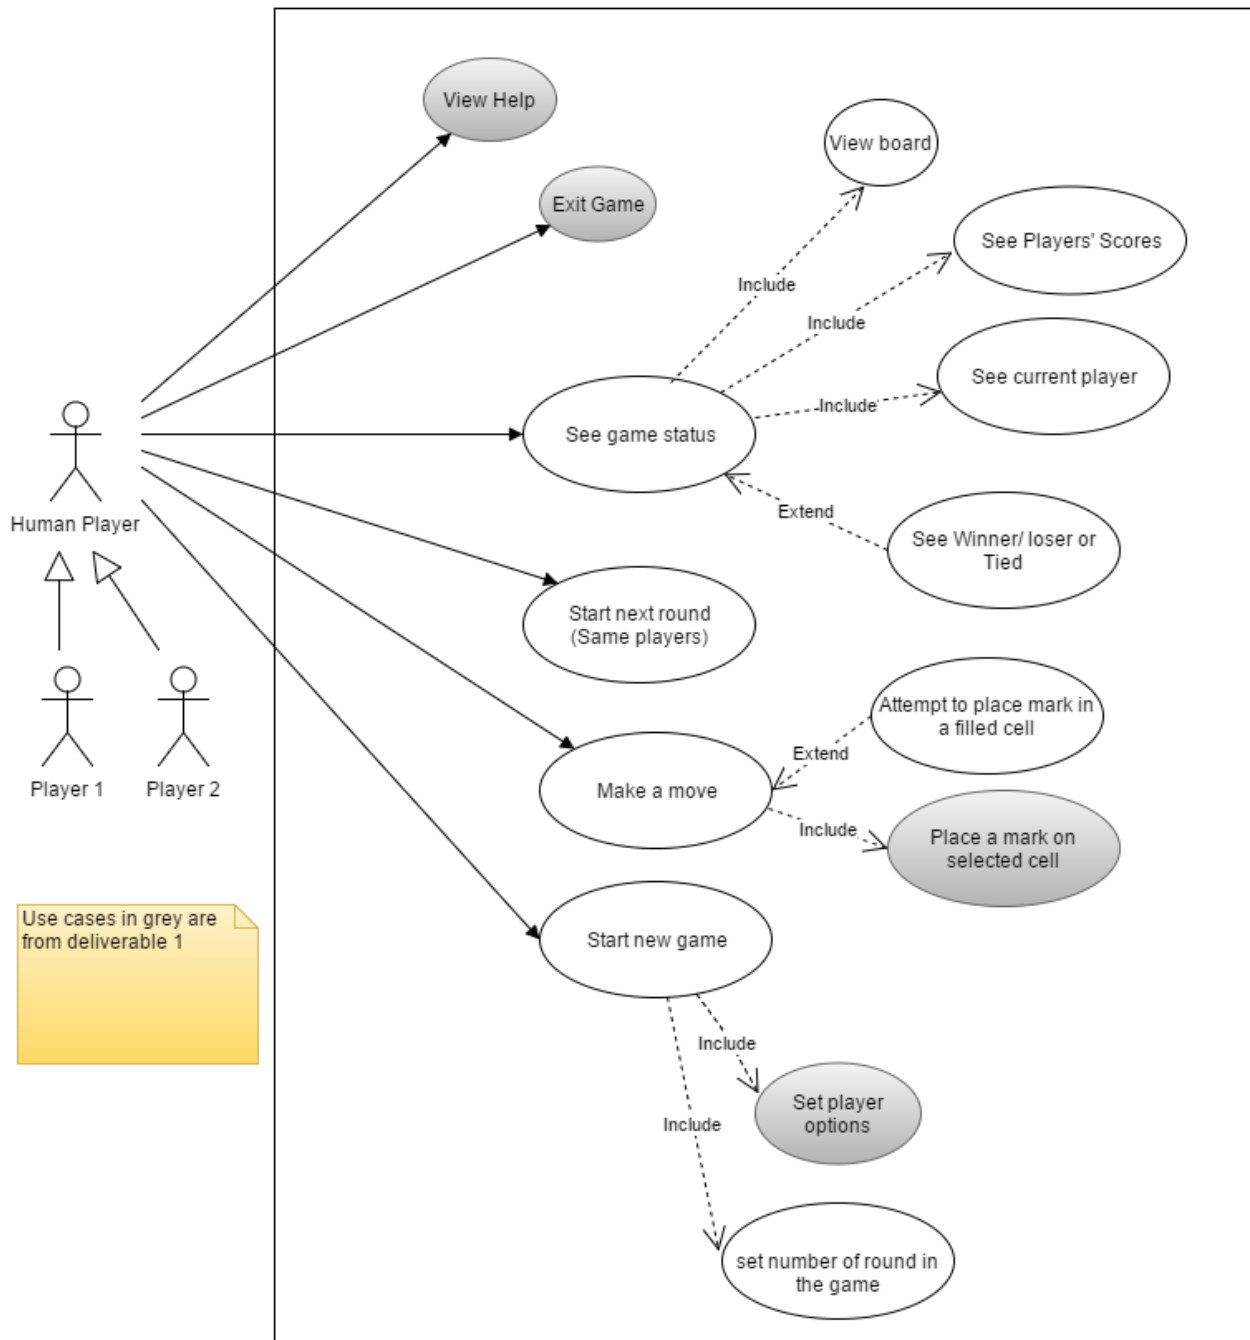 View Help
View board
Exit Game
See Players' Scores
Include
Include
See current player
Include
See game status
Extend
Human Player
See Winner/ loser or
Tied
Start next round
(Same players)
Attempt to place mark in
a filled cell
Extend
Player 1
Player 2
Make a move
Include
Place a mark on
selected cell
Use cases in grey are
from deliverable 1
Start new game
Include
Set player
options
Include
set number of round in
the game